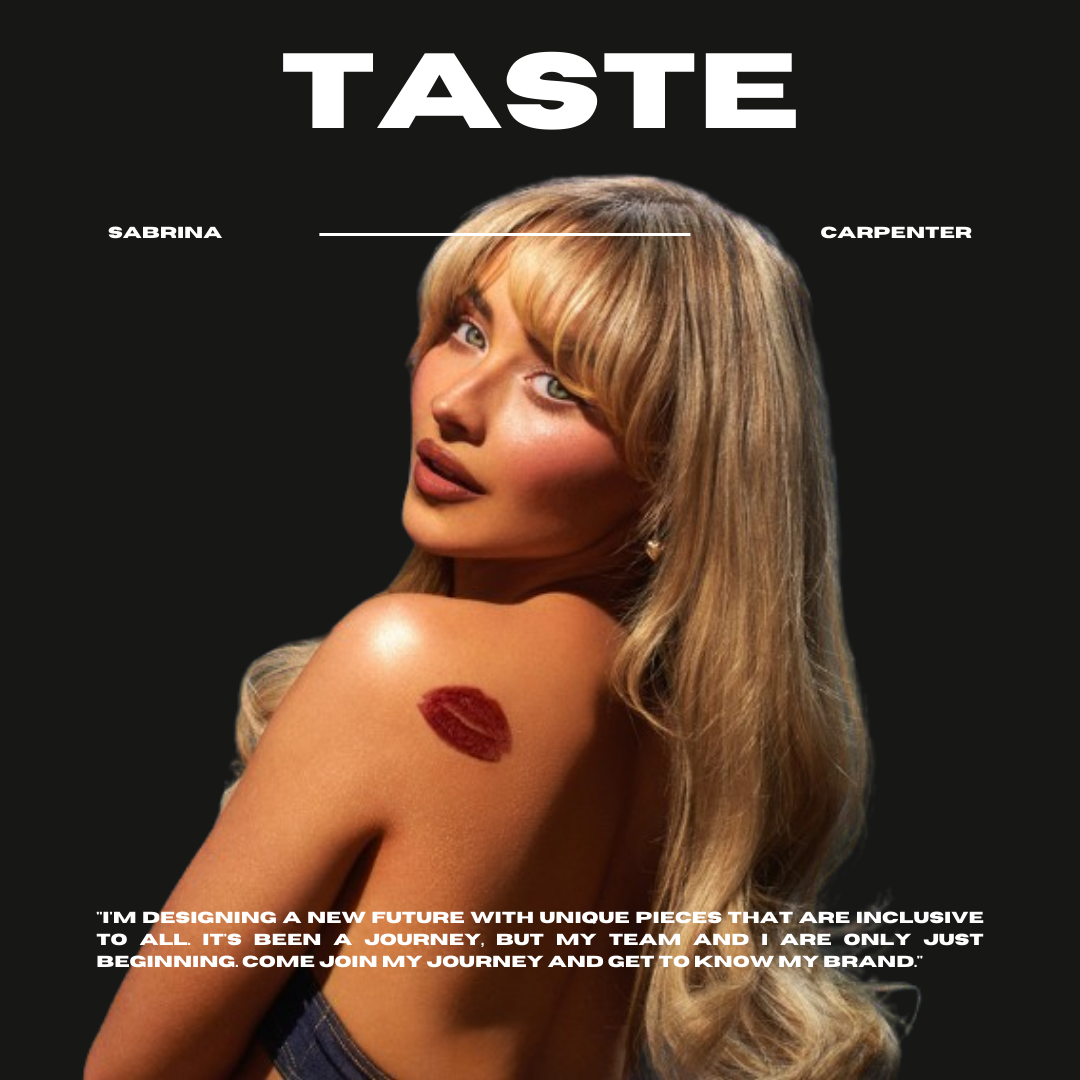 TASTE
SABRINA CARPENTER
"I'M DESIGNING A NEW FUTURE WITH UNIQUE PIECES THAT ARE INCLUSIVE
TO ALL. IT'S BEEN A JOURNEY, BUT MY TEAM AND I ARE ONLY JUST
BEGINNING. COME JOIN MY JOURNEY AND GET TO KNOW MY BRAND."